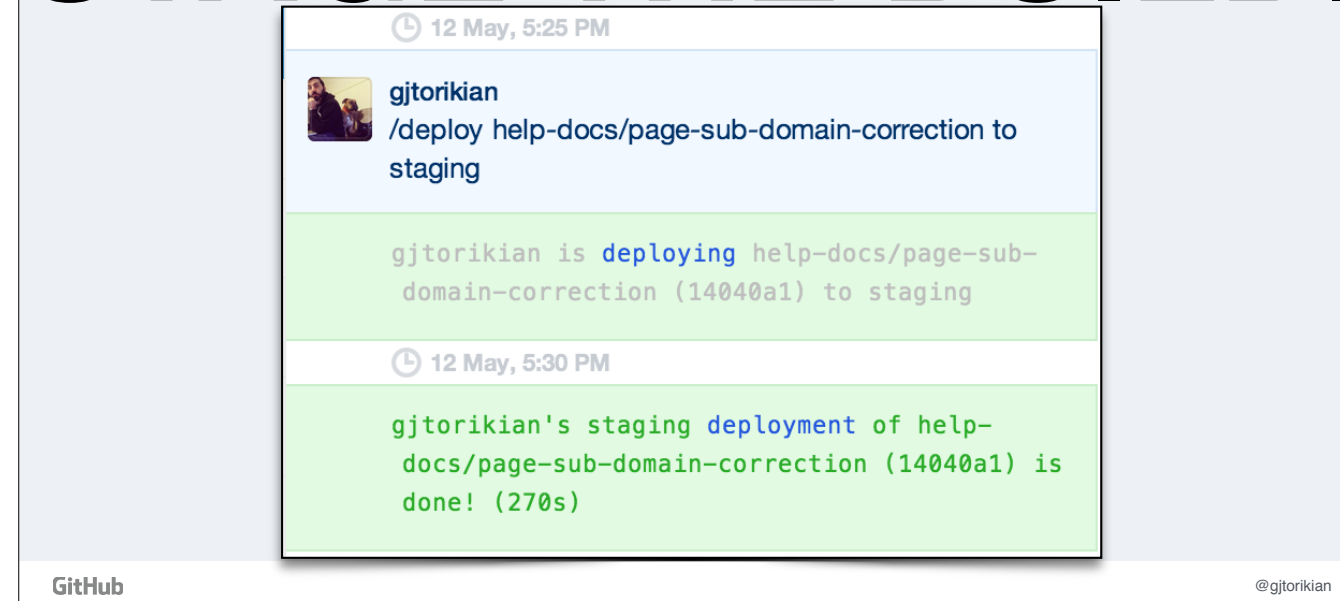 12 May, 5:25 PM
gjtorikian
/deploy help-docs/page-sub-domain-correction to
staging
gjtorikian is deploying help-docs/page-sub-
domain-correction (14040a1) to staging
12 May, 5:30 PM
gjtorikian's staging deployment of help-
docs/page-sub-domain-correction (14040a1) is
done! (270s)
GitHub
@gjtorikian